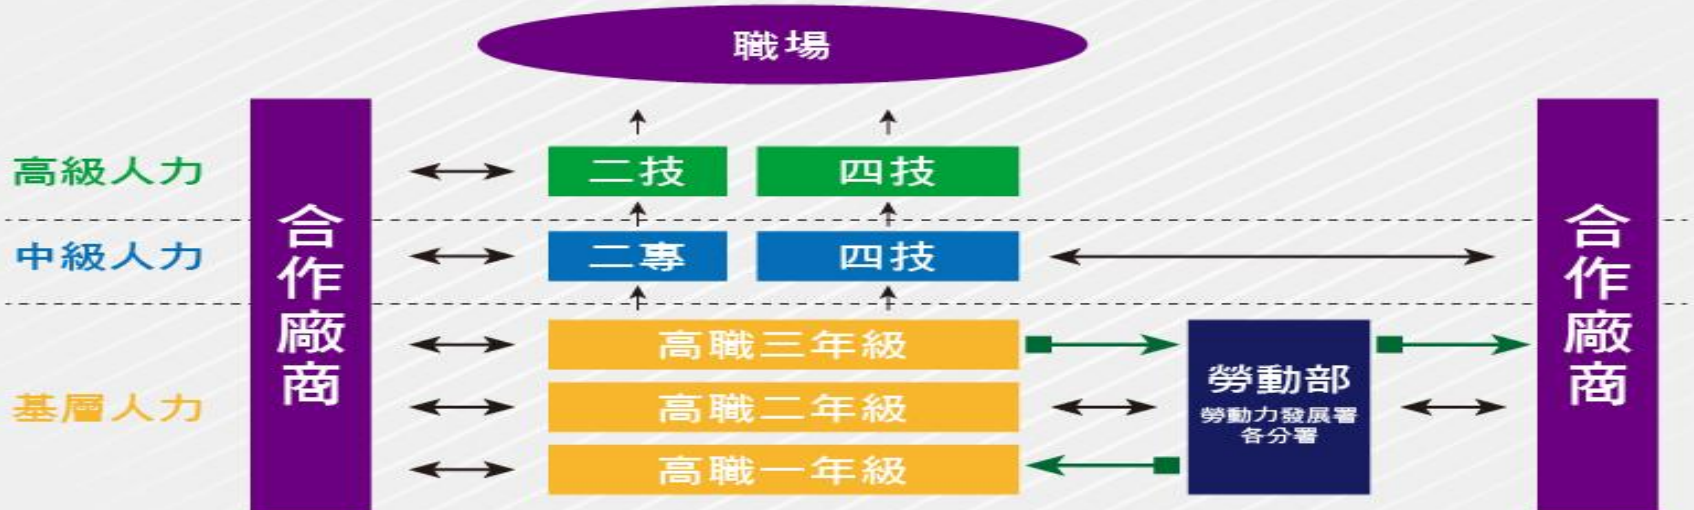 職場
高級人力
二技
四技
合作廠商
合作廠商
中級人力
二專
四技
高職三年級
勞動部
勞動力發展署
各分署
基層人力
高職二年級
高職一年級